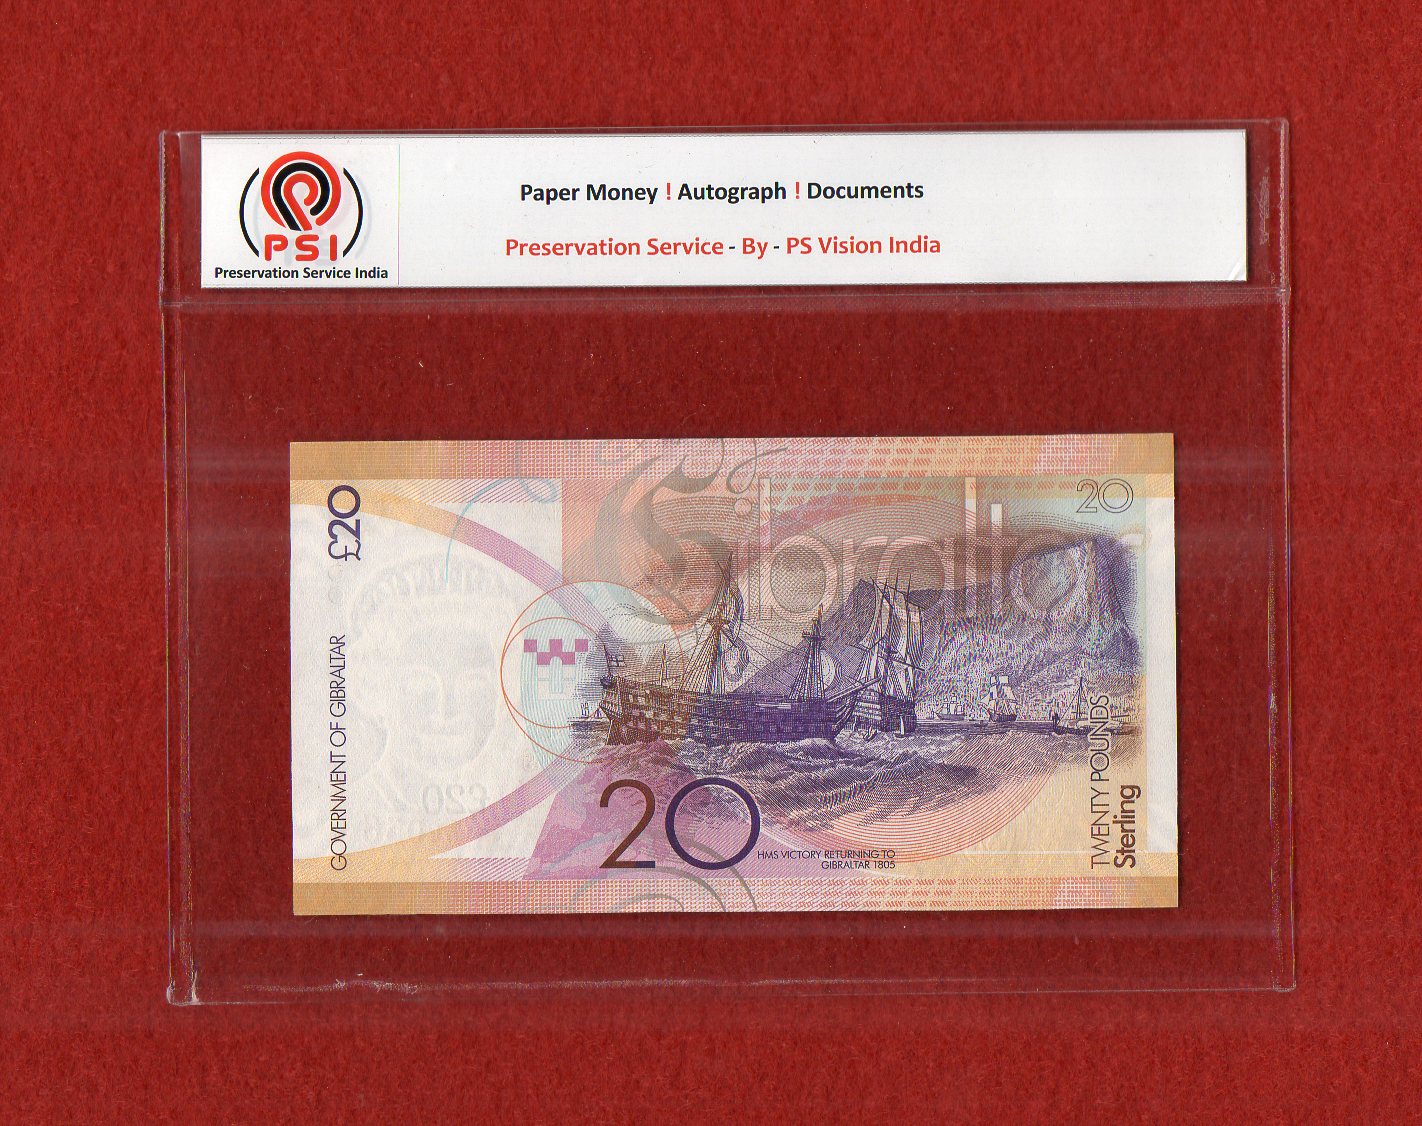 PSI
Preservation Service India
Paper Money ! Autograph ! Documents
Preservation Service - By - PS Vision India
£20
GOVERNMENT OF GIBRALTAR
Gibraltar
20
20
HMS VICTORY RETURNING TO
GIBRALTAR 1805
TWENTY POUNDS
Sterling
£20